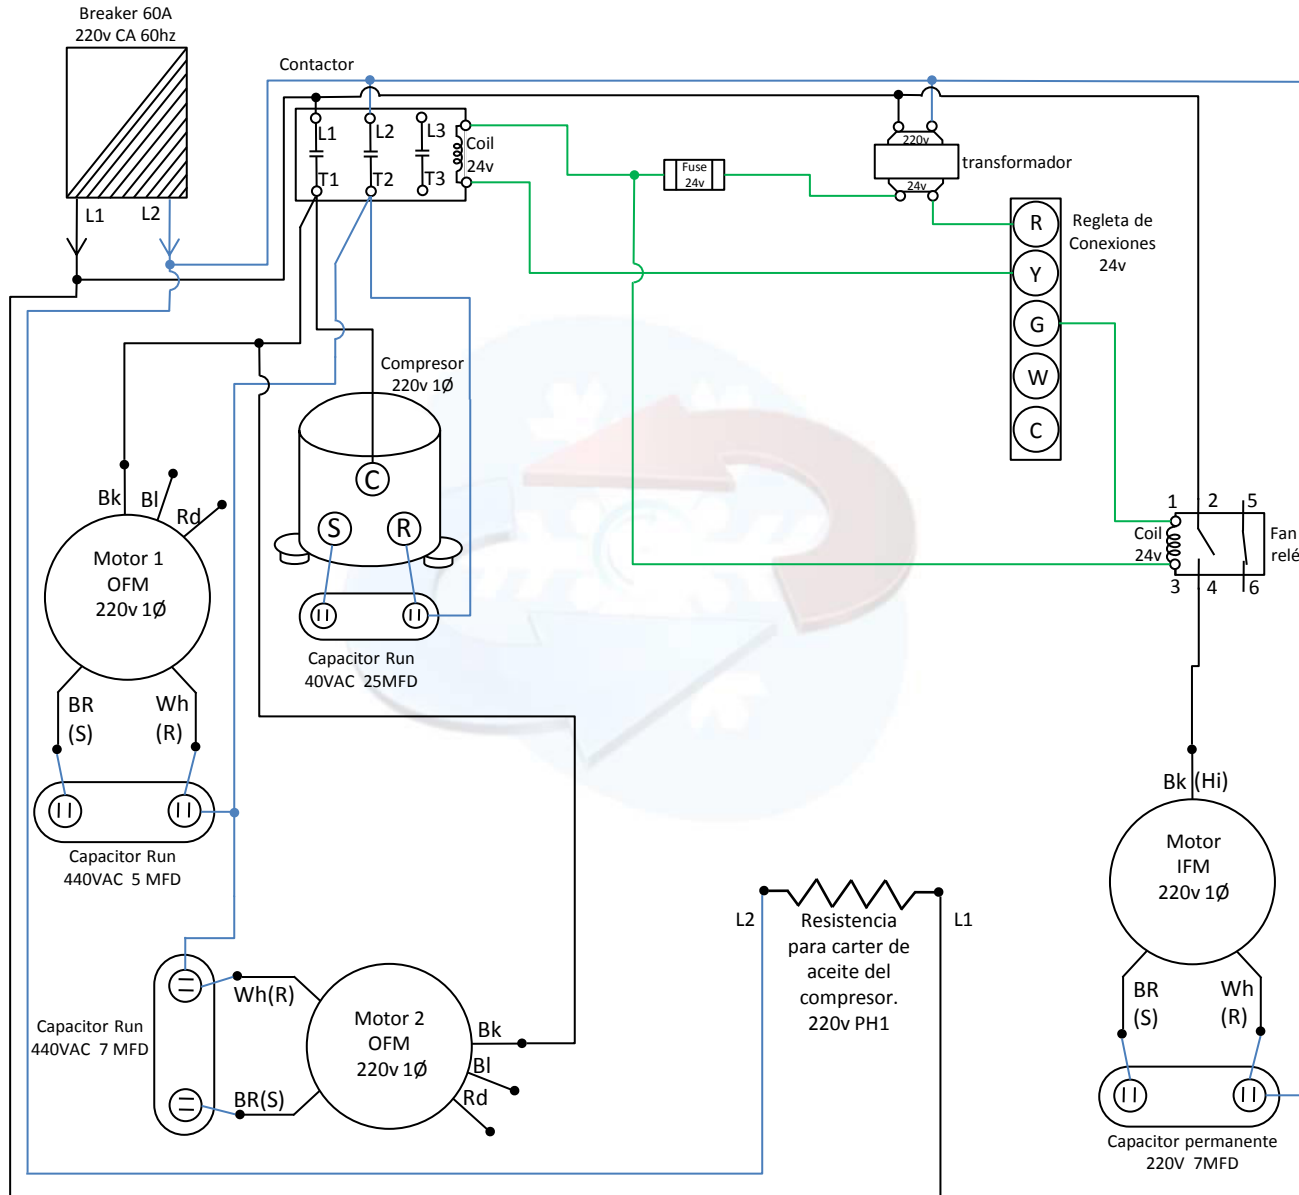 Breaker 60A
220v CA 60hz
L1
L2
Contactor
L1
L2
L3
T1
T2
T3
Coil
24v
Fuse
24v
220v
24v
transformador
R
Y
G
W
C
Regleta de
Conexiones
24v
Compresor
220v 1Ø
C
S
R
Capacitor Run
40VAC 25MFD
Bk
Bl
Rd
Motor 1
OFM
220v 1Ø
BR
(S)
Wh
(R)
Capacitor Run
440VAC 5 MFD
1
2
5
Coil
24v
Fan
relé
3
4
6
Bk (Hi)
Motor
IFM
220v 1Ø
BR
(S)
Wh
(R)
Capacitor permanente
220V 7MFD
L2
L1
Resistencia
para carter de
aceite del
compresor.
220v PH1
Capacitor Run
440VAC 7 MFD
Wh(R)
BR(S)
Motor 2
OFM
220v 1Ø
Bk
Bl
Rd